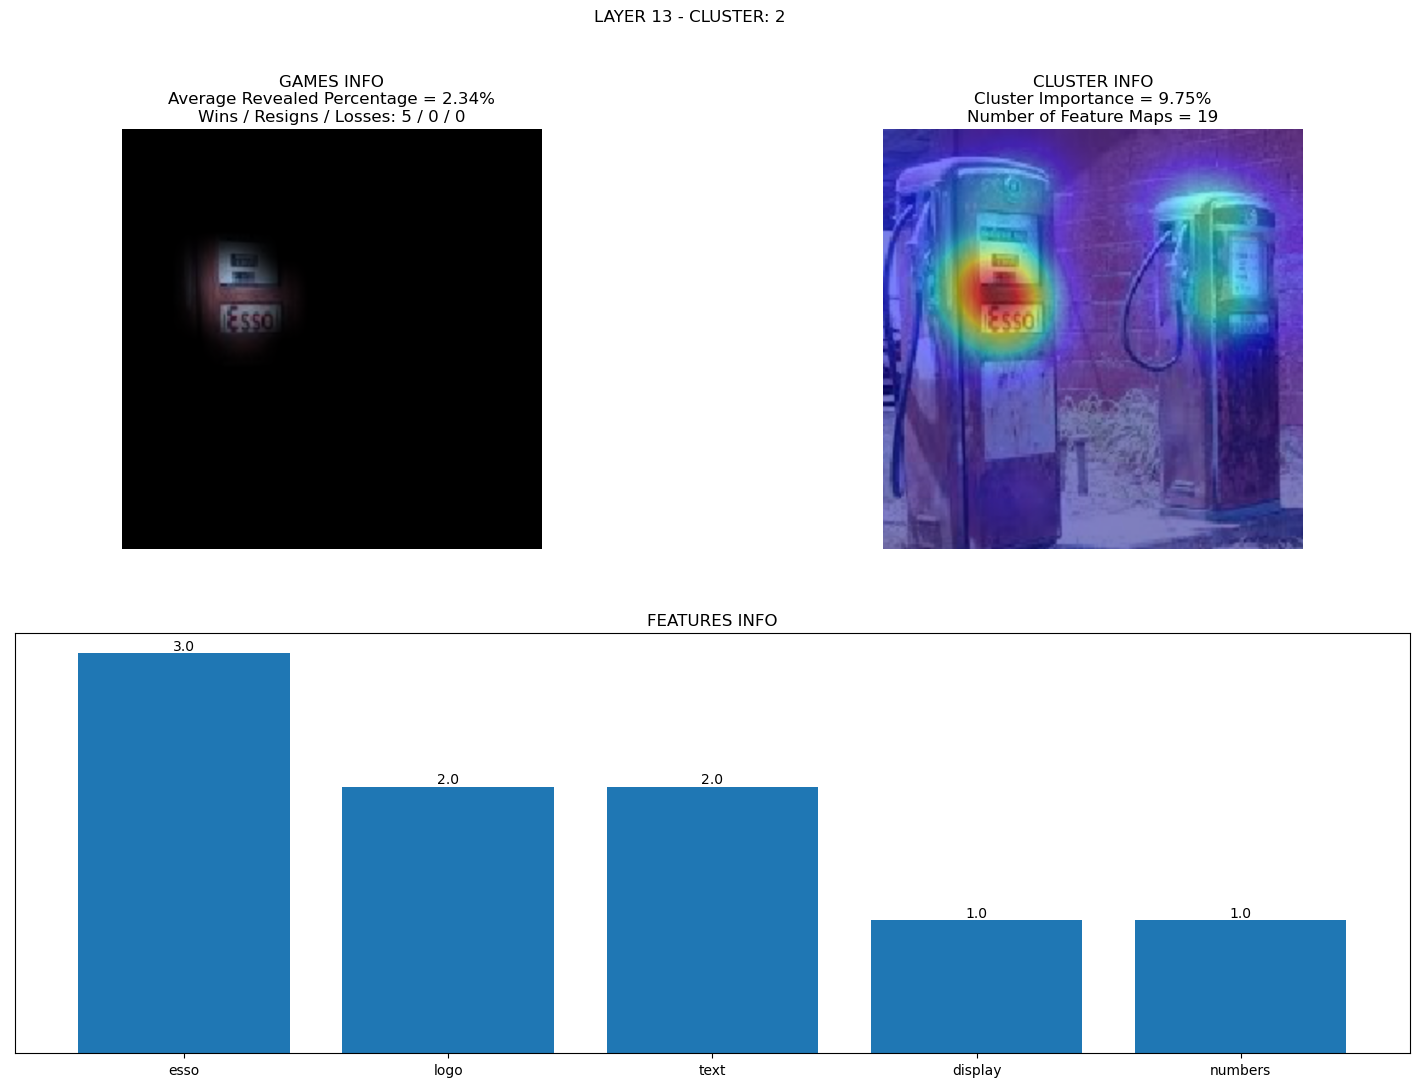 LAYER 13 - CLUSTER: 2
GAMES INFO
Average Revealed Percentage = 2.34%
Wins / Resigns / Losses: 5 / 0 / 0
CLUSTER INFO
Cluster Importance = 9.75%
Number of Feature Maps = 19
ESSO
ESSO
FEATURES INFO
3.0
2.0
2.0
1.0
1.0
esso
logo
text
display
numbers